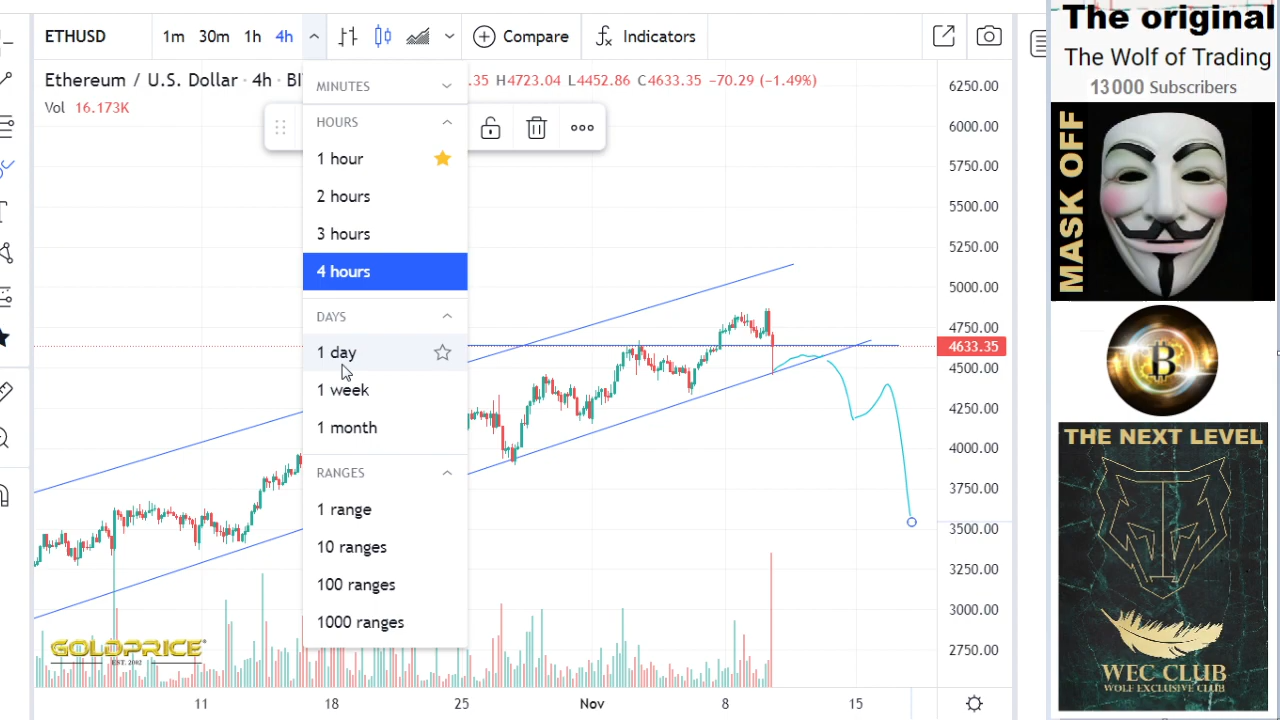 ETHUSD 1m 30m 1h 4h Compare Indicators
Ethereum / U.S. Dollar · 4h · BI .35 H4723.04 L4452.86 C4633.35 −70.29 (−1.49%)
Vol 16.173K
MINUTES
HOURS
1 hour
2 hours
3 hours
4 hours
DAYS
1 day
1 week
1 month
RANGES
1 range
10 ranges
100 ranges
1000 ranges
6250.00
6000.00
5750.00
5500.00
5250.00
5000.00
4750.00
4633.35
4500.00
4250.00
4000.00
3750.00
3500.00
3250.00
3000.00
2750.00
11 18 25 Nov 8 15
GOLDPRICE
EST. 2002
The original
The Wolf of Trading
13000 Subscribers
MASK OFF
B
THE NEXT LEVEL
WEC CLUB
WOLF EXCLUSIVE CLUB